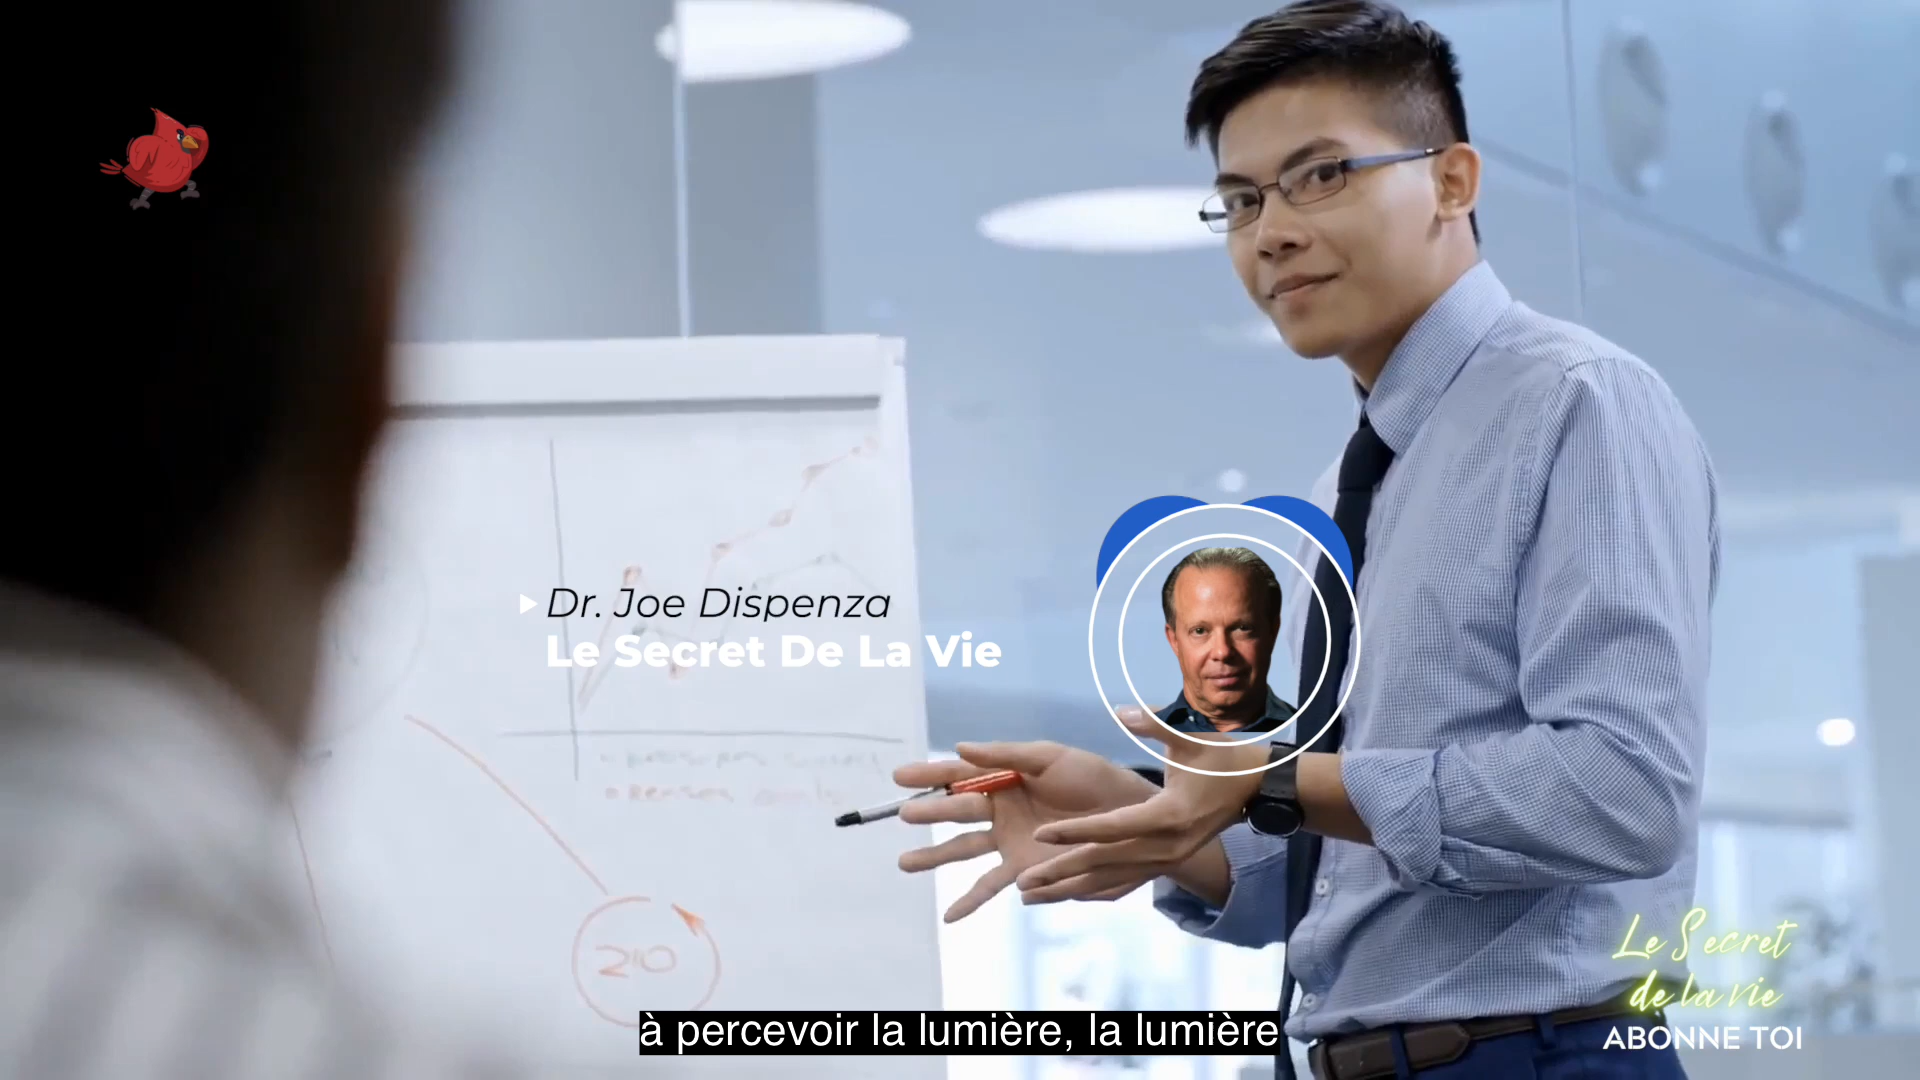 Dr. Joe Dispenza
Le Secret De La Vie
210
Le Secret
de la vie
ABONNE TOI
à percevoir la lumière, la lumière